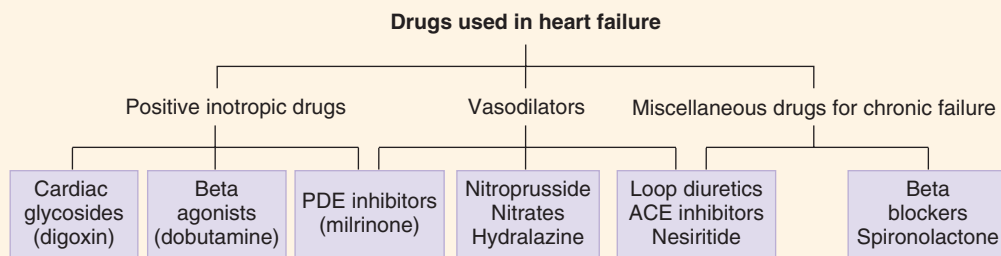 Drugs used in heart failure
Positive inotropic drugs
Vasodilators
Miscellaneous drugs for chronic failure
Cardiac
glycosides
(digoxin)
Beta
agonists
(dobutamine)
PDE inhibitors
(milrinone)
Nitroprusside
Nitrates
Hydralazine
Loop diuretics
ACE inhibitors
Nesiritide
Beta
blockers
Spironolactone